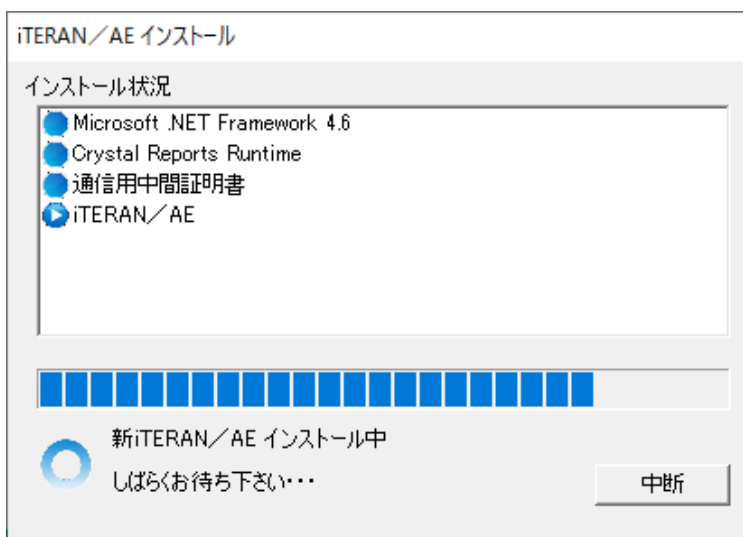 iTERAN／AE インストール
インストール状況
Microsoft .NET Framework 4.6
Crystal Reports Runtime
通信用中間証明書
iTERAN／AE
新iTERAN／AE インストール中
しばらくお待ち下さい・・・
中断